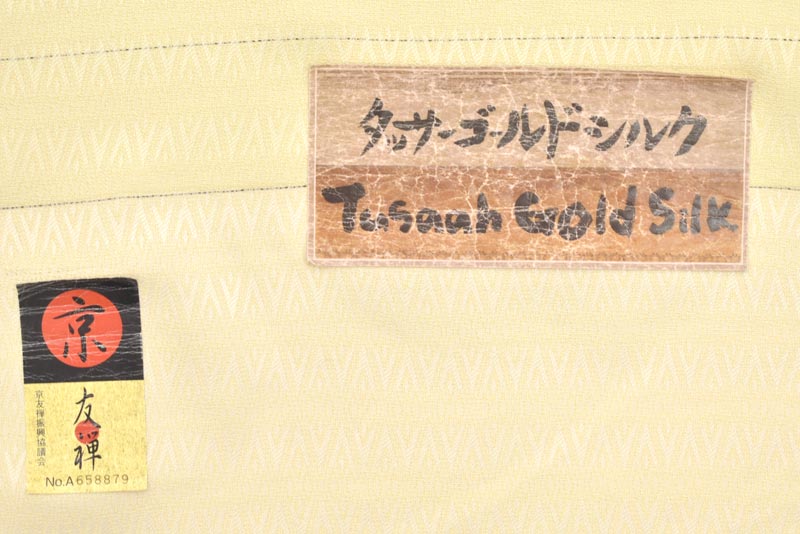 タッサーゴールドシルク
Tussah Gold Silk
京
友禅
京友禅振興協議会
No.A658879